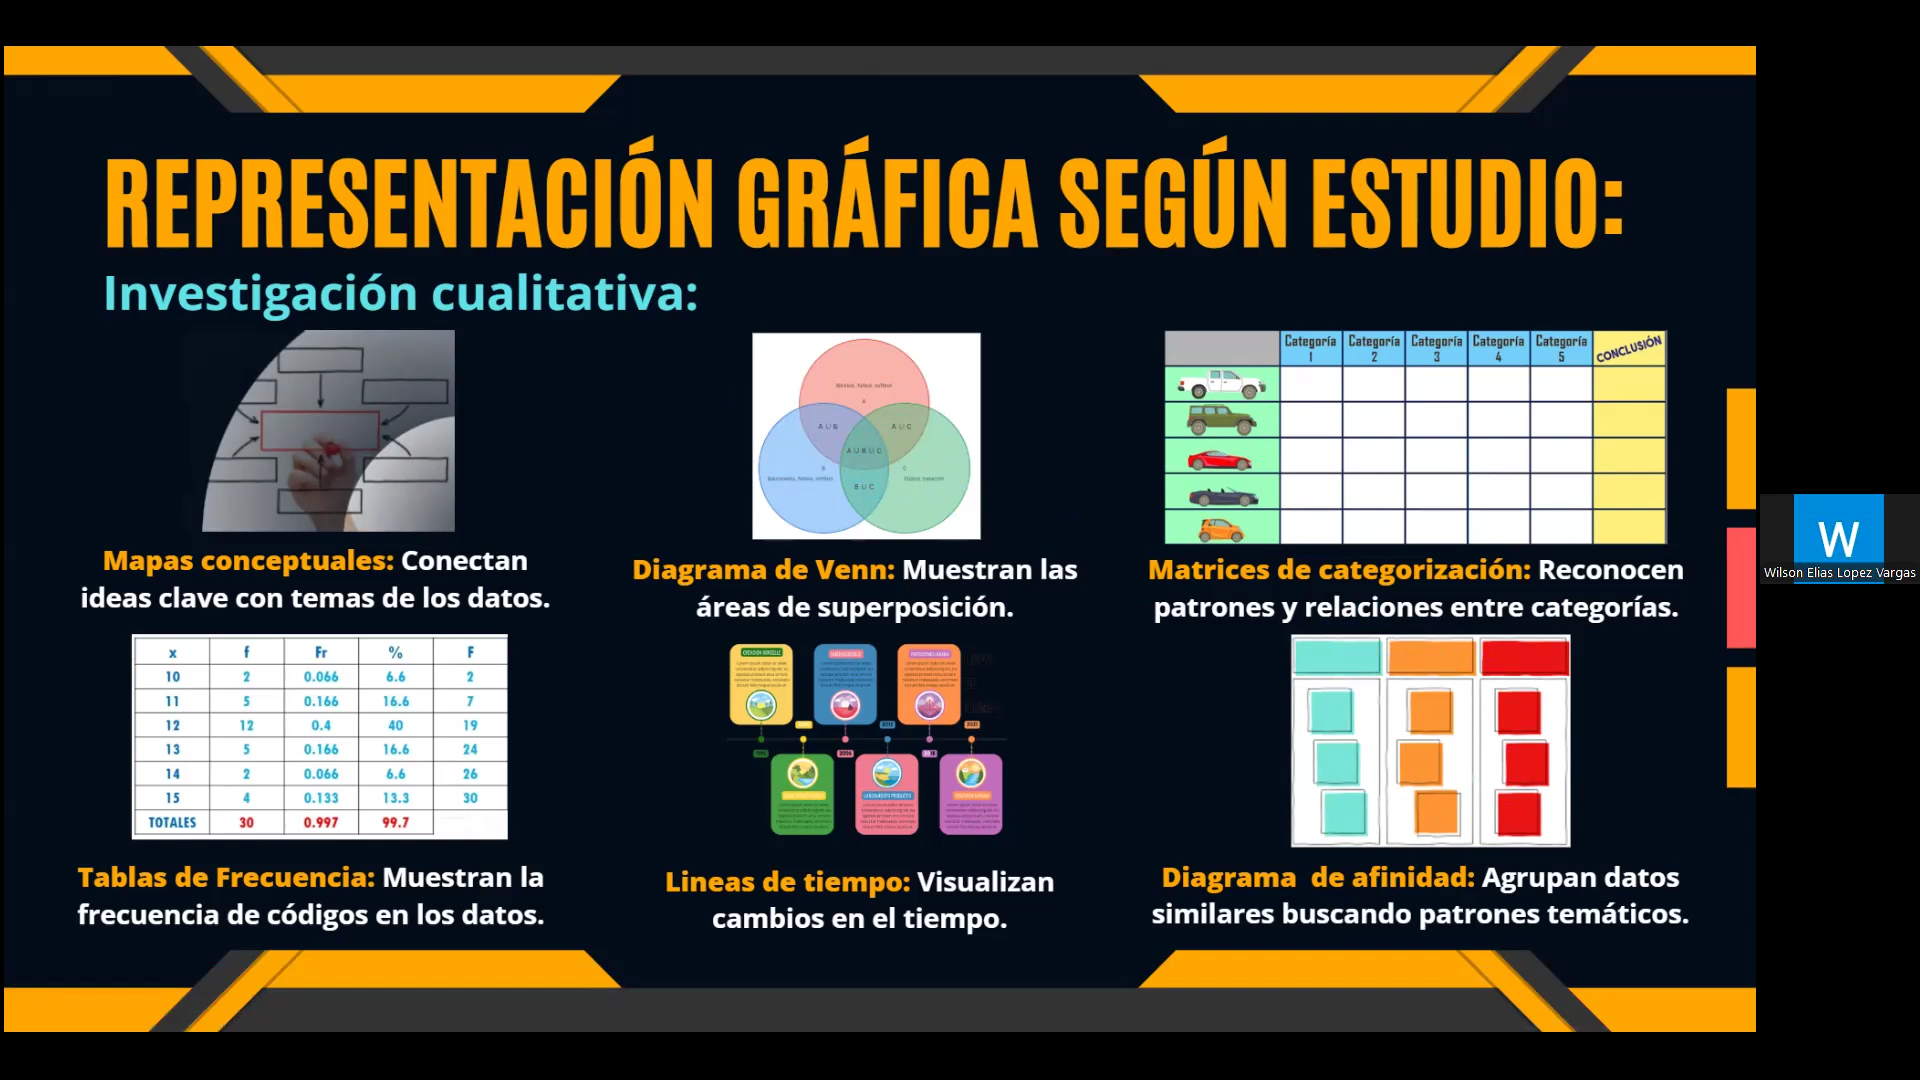 REPRESENTACIÓN GRÁFICA SEGÚN ESTUDIO:
Investigación cualitativa:
A U B
A U C
A U B U C
B
C
B U C
Categoría 1 Categoría 2 Categoría 3 Categoría 4 Categoría 5 CONCLUSIÓN
Mapas conceptuales: Conectan
ideas clave con temas de los datos.
Diagrama de Venn: Muestran las
áreas de superposición.
Matrices de categorización: Reconocen
patrones y relaciones entre categorías.
x f Fr % F
10 2 0.066 6.6 2
11 5 0.166 16.6 7
12 12 0.4 40 19
13 5 0.166 16.6 24
14 2 0.066 6.6 26
15 4 0.133 13.3 30
TOTALES 30 0.997 99.7
Tablas de Frecuencia: Muestran la
frecuencia de códigos en los datos.
Lineas de tiempo: Visualizan
cambios en el tiempo.
Diagrama de afinidad: Agrupan datos
similares buscando patrones temáticos.
W
Wilson Elias Lopez Vargas